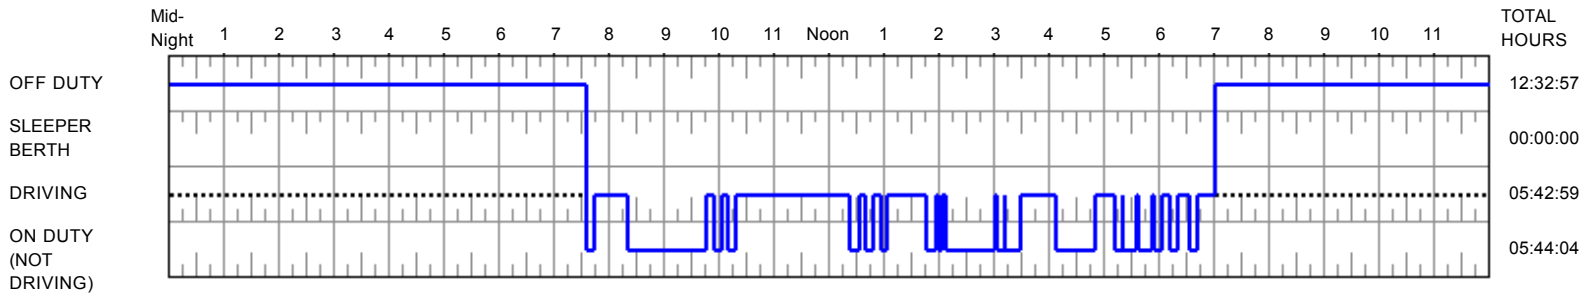 Mid-
Night 1 2 3 4 5 6 7 8 9 10 11 Noon 1 2 3 4 5 6 7 8 9 10 11
TOTAL
HOURS
OFF DUTY 12:32:57
SLEEPER
BERTH 00:00:00
DRIVING 05:42:59
ON DUTY
(NOT
DRIVING) 05:44:04